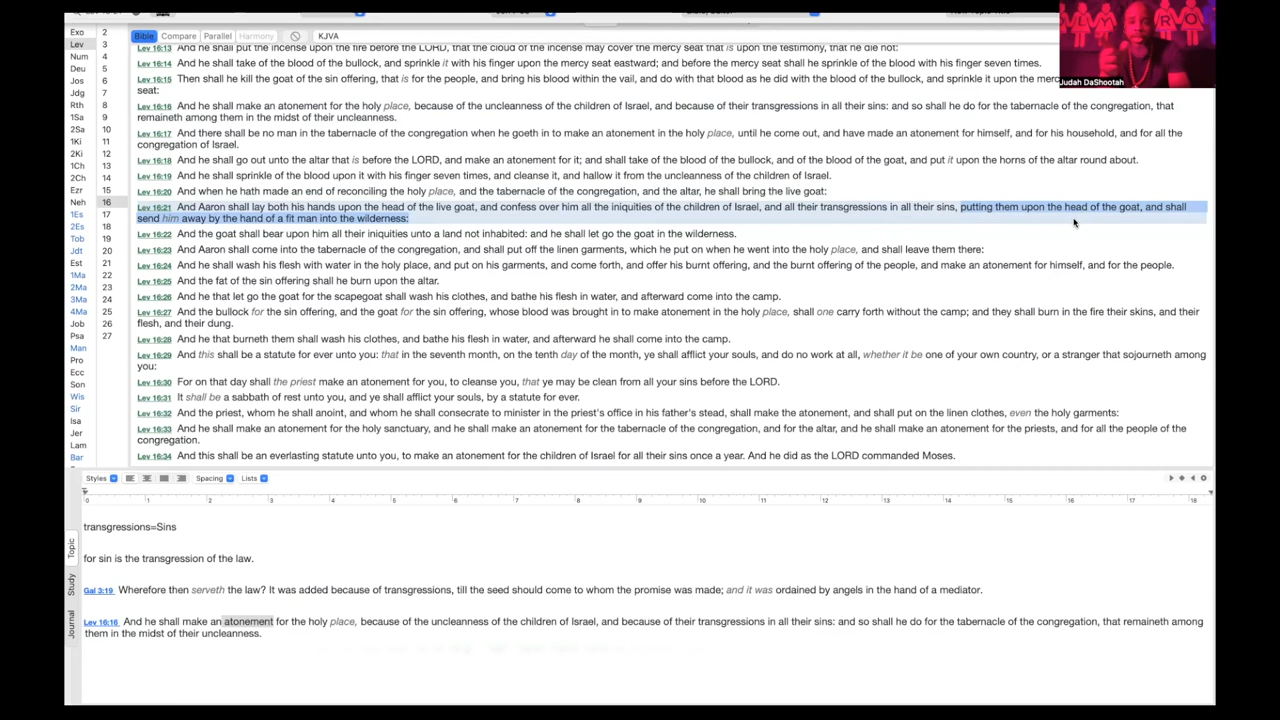 Bible Compare Parallel Harmony KJVA
Exo 2
Lev 3
Num 4
Deu 5
Jos 6
Jdg 7
Rth 8
1Sa 9
2Sa 10
1Ki 11
2Ki 12
1Ch 13
2Ch 14
Ezr 15
Neh 16
1Es 17
2Es 18
Tob 19
Jdt 20
Est 21
1Ma 22
2Ma 23
3Ma 24
4Ma 25
Job 26
Psa 27
Man
Pro
Ecc
Son
Wis
Sir
Isa
Jer
Lam
Bar
Lev 16:13 And he shall put the incense upon the fire before the LORD, that the cloud of the incense may cover the mercy seat that is upon the testimony, that he die not:
Lev 16:14 And he shall take of the blood of the bullock, and sprinkle it with his finger upon the mercy seat eastward; and before the mercy seat shall he sprinkle of the blood with his finger seven times.
Lev 16:15 Then shall he kill the goat of the sin offering, that is for the people, and bring his blood within the vail, and do with that blood as he did with the blood of the bullock, and sprinkle it upon the
seat:
Lev 16:16 And he shall make an atonement for the holy place, because of the uncleanness of the children of Israel, and because of their transgressions in all their sins: and so shall he do for the tabernacle of the congregation, that
remaineth among them in the midst of their uncleanness.
Lev 16:17 And there shall be no man in the tabernacle of the congregation when he goeth in to make an atonement in the holy place, until he come out, and have made an atonement for himself, and for his household, and for all the
congregation of Israel.
Lev 16:18 And he shall go out unto the altar that is before the LORD, and make an atonement for it; and shall take of the blood of the bullock, and of the blood of the goat, and put it upon the horns of the altar round about.
Lev 16:19 And he shall sprinkle of the blood upon it with his finger seven times, and cleanse it, and hallow it from the uncleanness of the children of Israel.
Lev 16:20 And when he hath made an end of reconciling the holy place, and the tabernacle of the congregation, and the altar, he shall bring the live goat:
Lev 16:21 And Aaron shall lay both his hands upon the head of the live goat, and confess over him all the iniquities of the children of Israel, and all their transgressions in all their sins, putting them upon the head of the goat, and shall
send him away by the hand of a fit man into the wilderness:
Lev 16:22 And the goat shall bear upon him all their iniquities unto a land not inhabited: and he shall let go the goat in the wilderness.
Lev 16:23 And Aaron shall come into the tabernacle of the congregation, and shall put off the linen garments, which he put on when he went into the holy place, and shall leave them there:
Lev 16:24 And he shall wash his flesh with water in the holy place, and put on his garments, and come forth, and offer his burnt offering, and the burnt offering of the people, and make an atonement for himself, and for the people.
Lev 16:25 And the fat of the sin offering shall he burn upon the altar.
Lev 16:26 And he that let go the goat for the scapegoat shall wash his clothes, and bathe his flesh in water, and afterward come into the camp.
Lev 16:27 And the bullock for the sin offering, and the goat for the sin offering, whose blood was brought in to make atonement in the holy place, shall one carry forth without the camp; and they shall burn in the fire their skins, and their
flesh, and their dung.
Lev 16:28 And he that burneth them shall wash his clothes, and bathe his flesh in water, and afterward he shall come into the camp.
Lev 16:29 And this shall be a statute for ever unto you: that in the seventh month, on the tenth day of the month, ye shall afflict your souls, and do no work at all, whether it be one of your own country, or a stranger that sojourneth among
you:
Lev 16:30 For on that day shall the priest make an atonement for you, to cleanse you, that ye may be clean from all your sins before the LORD.
Lev 16:31 It shall be a sabbath of rest unto you, and ye shall afflict your souls, by a statute for ever.
Lev 16:32 And the priest, whom he shall anoint, and whom he shall consecrate to minister in the priest's office in his father's stead, shall make the atonement, and shall put on the linen clothes, even the holy garments:
Lev 16:33 And he shall make an atonement for the holy sanctuary, and he shall make an atonement for the tabernacle of the congregation, and for the altar, and he shall make an atonement for the priests, and for all the people of the
congregation.
Lev 16:34 And this shall be an everlasting statute unto you, to make an atonement for the children of Israel for all their sins once a year. And he did as the LORD commanded Moses.
Judah DaShootah
Styles Spacing Lists
0 1 2 3 4 5 6 7 8 9 10 11 12 13 14 15 16 17 18
Topic
Study
Journal
transgressions=Sins
for sin is the transgression of the law.
Gal 3:19 Wherefore then serveth the law? It was added because of transgressions, till the seed should come to whom the promise was made; and it was ordained by angels in the hand of a mediator.
Lev 16:16 And he shall make an atonement for the holy place, because of the uncleanness of the children of Israel, and because of their transgressions in all their sins: and so shall he do for the tabernacle of the congregation, that remaineth among
them in the midst of their uncleanness.